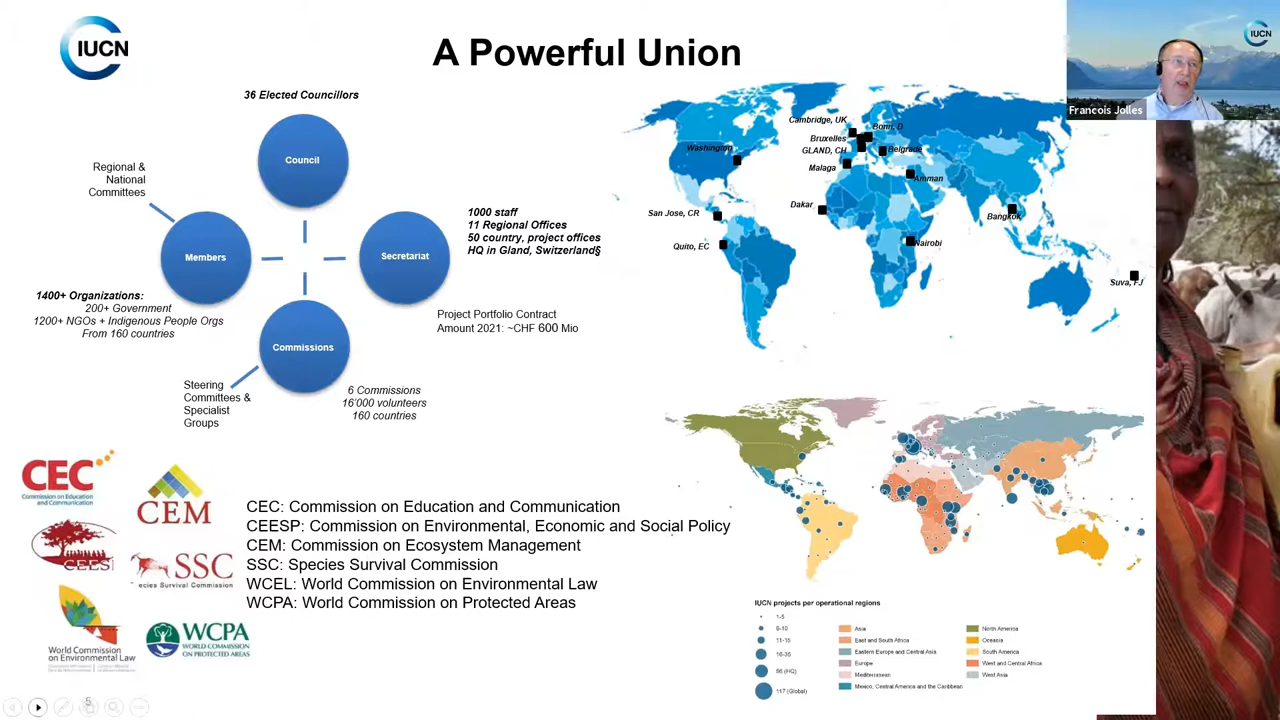 IUCN
A Powerful Union
IUCN
Francois Jolles
36 Elected Councillors
Council
Regional &
National
Committees
Members
Secretariat
1000 staff
11 Regional Offices
50 country, project offices
HQ in Gland, Switzerland§
1400+ Organizations:
200+ Government
1200+ NGOs + Indigenous People Orgs
From 160 countries
Project Portfolio Contract
Amount 2021: ~CHF 600 Mio
Commissions
Steering
Committees &
Specialist
Groups
6 Commissions
16'000 volunteers
160 countries
Cambridge, UK
Bonn, D
Bruxelles
Washington
GLAND, CH
Belgrade
Malaga
Amman
Dakar
San Jose, CR
Bangkok
Quito, EC
Nairobi
Suva, FJ
CEC
Commission on Education
and Communication
CEM
CEES
SSC
ecies Survival Commission
World Commission
on Environmental Law
WCPA
WORLD COMMISSION
ON PROTECTED AREAS
CEC: Commission on Education and Communication
CEESP: Commission on Environmental, Economic and Social Policy
CEM: Commission on Ecosystem Management
SSC: Species Survival Commission
WCEL: World Commission on Environmental Law
WCPA: World Commission on Protected Areas
IUCN projects per operational regions
1-5
6-10
11-15
16-35
56 (HQ)
117 (Global)
Asia
East and South Africa
Eastern Europe and Central Asia
Europe
Mediterranean
Mexico, Central America and the Caribbean
North America
Oceania
South America
West and Central Africa
West Asia
5